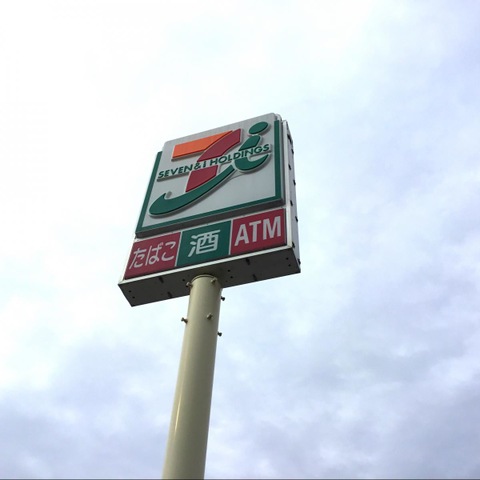 SEVEN & i HOLDINGS
たばこ 酒 ATM